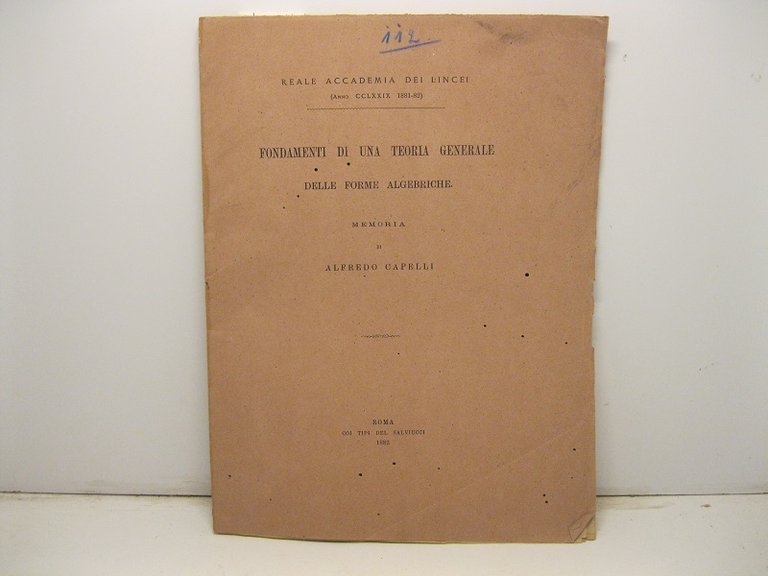 112
REALE ACCADEMIA DEI LINCEI
(ANNO CCLXXIX 1881-82)
FONDAMENTI DI UNA TEORIA GENERALE
DELLE FORME ALGEBRICHE.
MEMORIA
DI
ALFREDO CAPELLI
ROMA
COI TIPI DEL SALVIUCCI
1882